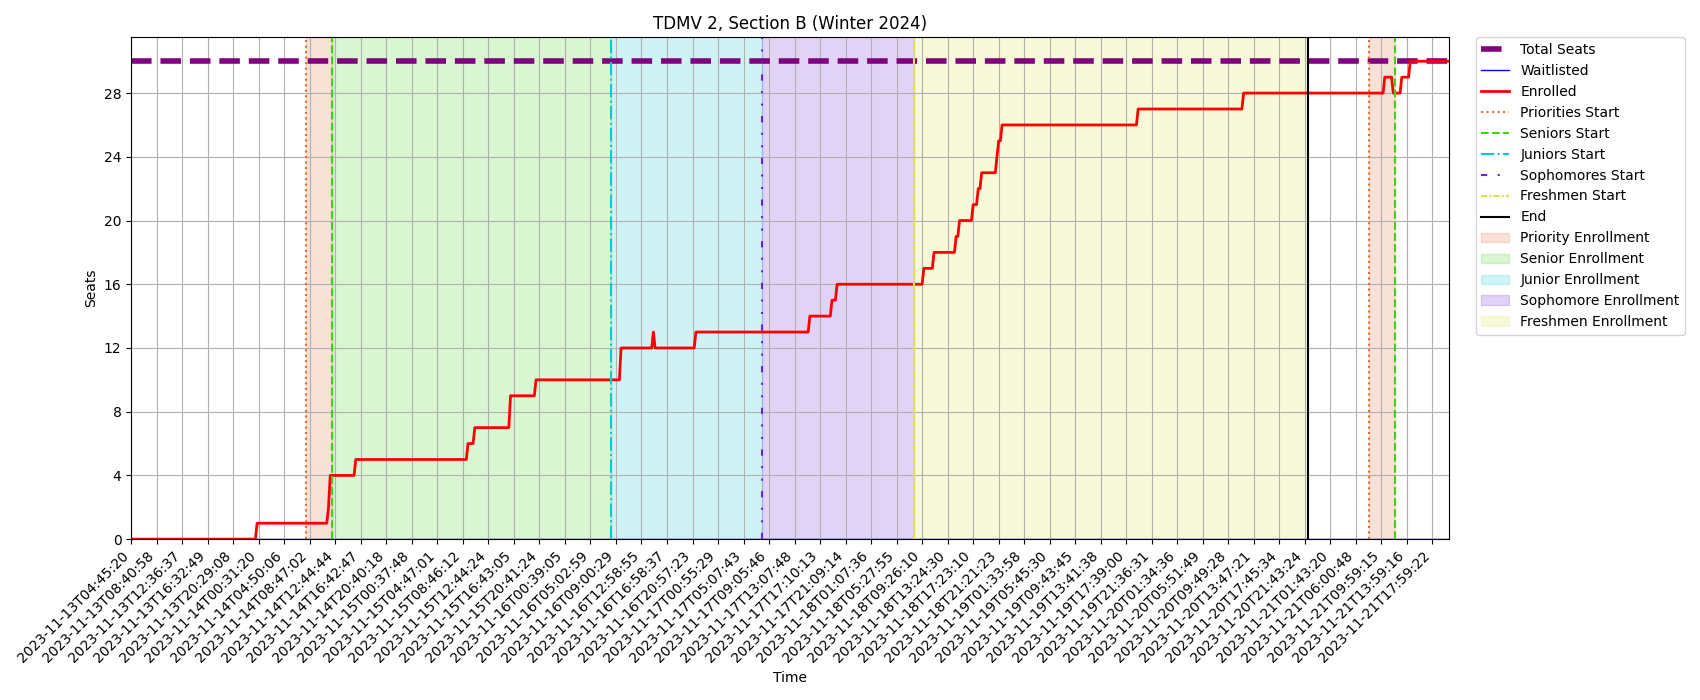 TDMV 2, Section B (Winter 2024)
Total Seats
Waitlisted
Enrolled
Priorities Start
Seniors Start
Juniors Start
Sophomores Start
Freshmen Start
End
Priority Enrollment
Senior Enrollment
Junior Enrollment
Sophomore Enrollment
Freshmen Enrollment
Seats
28
24
20
16
12
8
4
0
2023-11-13T04:45:20
2023-11-13T08:40:58
2023-11-13T12:36:37
2023-11-13T16:32:49
2023-11-13T20:29:08
2023-11-14T00:31:20
2023-11-14T04:50:06
2023-11-14T08:47:02
2023-11-14T12:44:44
2023-11-14T16:42:47
2023-11-14T20:40:19
2023-11-15T00:37:48
2023-11-15T04:47:01
2023-11-15T08:46:12
2023-11-15T12:44:24
2023-11-15T16:43:05
2023-11-15T20:41:24
2023-11-16T00:39:05
2023-11-16T05:02:59
2023-11-16T09:00:29
2023-11-16T12:58:55
2023-11-16T16:58:37
2023-11-16T20:57:23
2023-11-17T00:55:29
2023-11-17T05:07:43
2023-11-17T09:05:46
2023-11-17T13:07:48
2023-11-17T17:10:13
2023-11-17T21:09:14
2023-11-18T01:07:36
2023-11-18T05:27:55
2023-11-18T09:26:10
2023-11-18T13:24:30
2023-11-18T17:23:10
2023-11-18T21:21:23
2023-11-19T01:33:58
2023-11-19T05:45:30
2023-11-19T09:43:45
2023-11-19T13:41:38
2023-11-19T17:39:00
2023-11-19T21:36:31
2023-11-20T01:34:36
2023-11-20T05:51:49
2023-11-20T09:49:28
2023-11-20T13:47:21
2023-11-20T17:45:34
2023-11-20T21:43:24
2023-11-21T01:43:20
2023-11-21T06:00:48
2023-11-21T09:59:15
2023-11-21T13:59:16
2023-11-21T17:59:22
Time